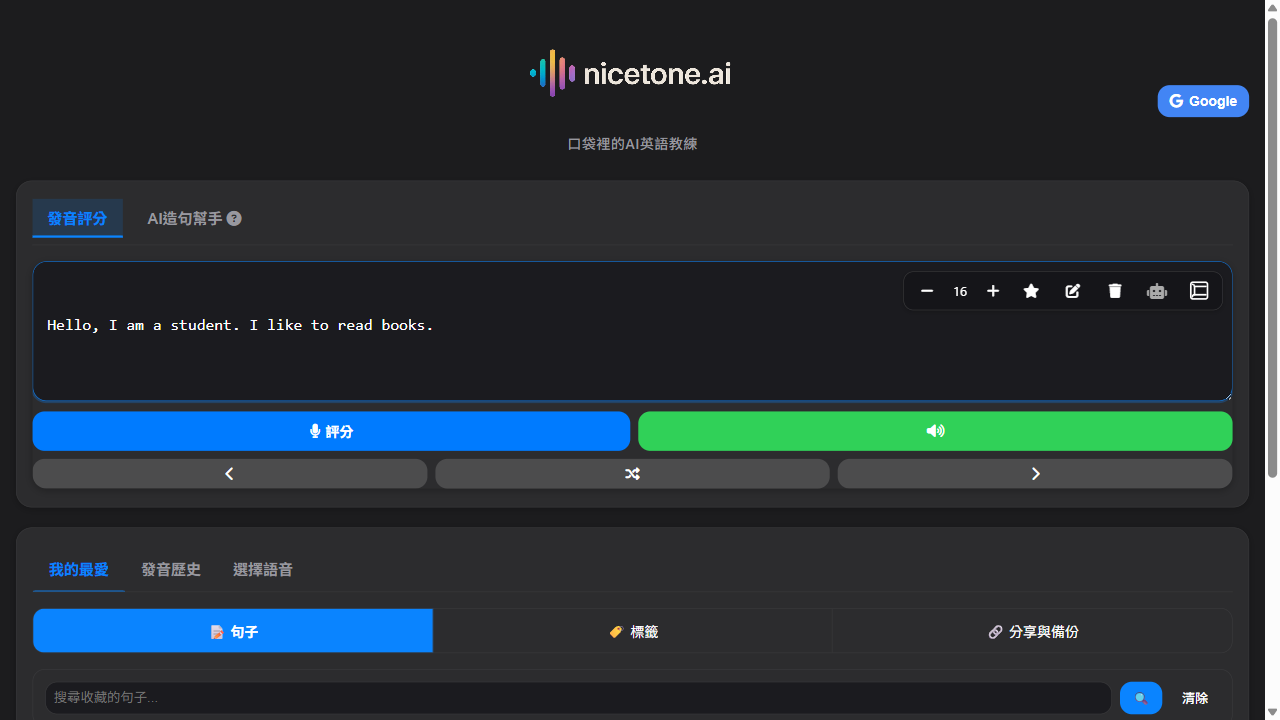 nicetone.ai
Google
口袋裡的AI英語教練
發音評分
AI造句幫手
16
Hello, I am a student. I like to read books.
評分
我的最愛
發音歷史
選擇語音
句子
標籤
分享與備份
搜尋收藏的句子...
清除